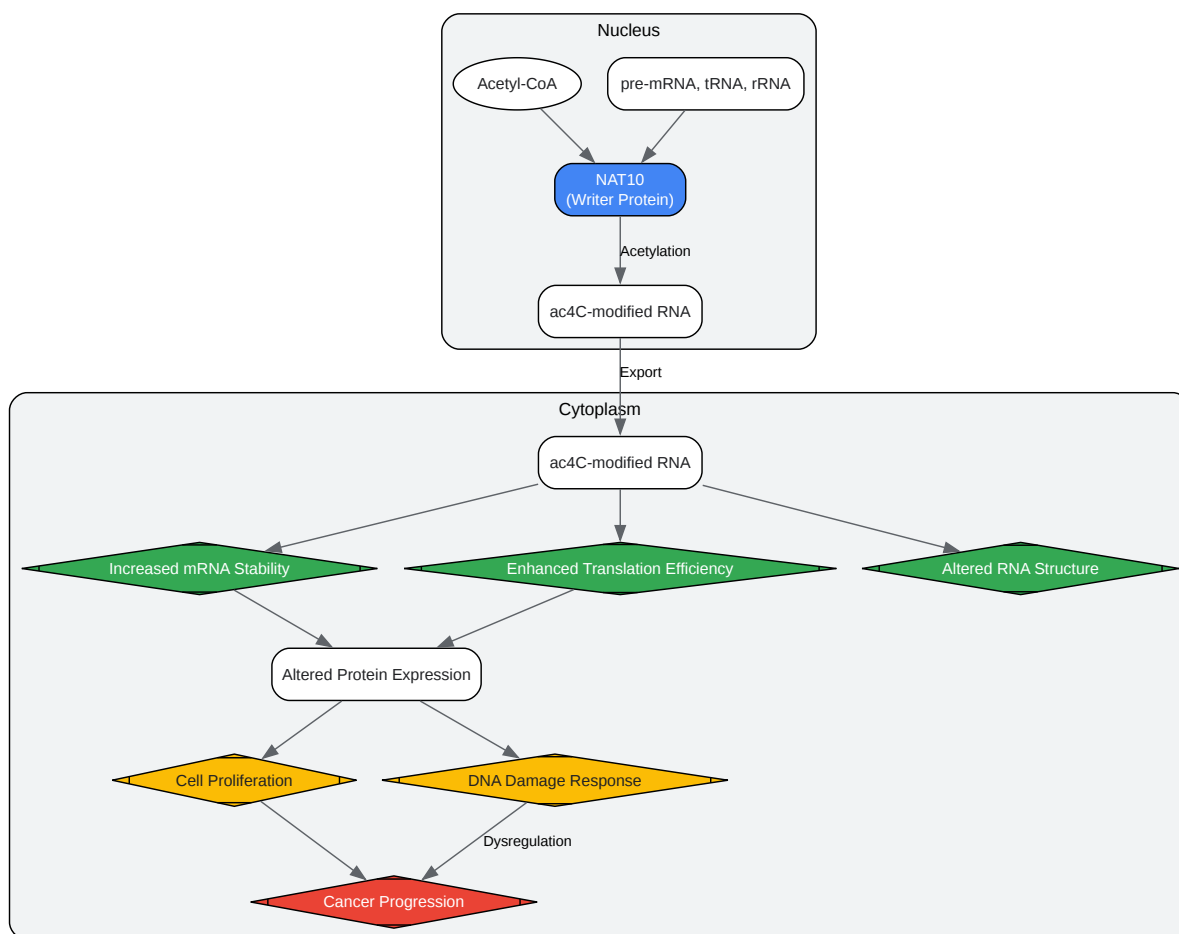 Nucleus
Acetyl-CoA
pre-mRNA, tRNA, rRNA
NAT10
(Writer Protein)
Acetylation
ac4C-modified RNA
Export
Cytoplasm
ac4C-modified RNA
Increased mRNA Stability
Enhanced Translation Efficiency
Altered RNA Structure
Altered Protein Expression
Cell Proliferation
DNA Damage Response
Dysregulation
Cancer Progression